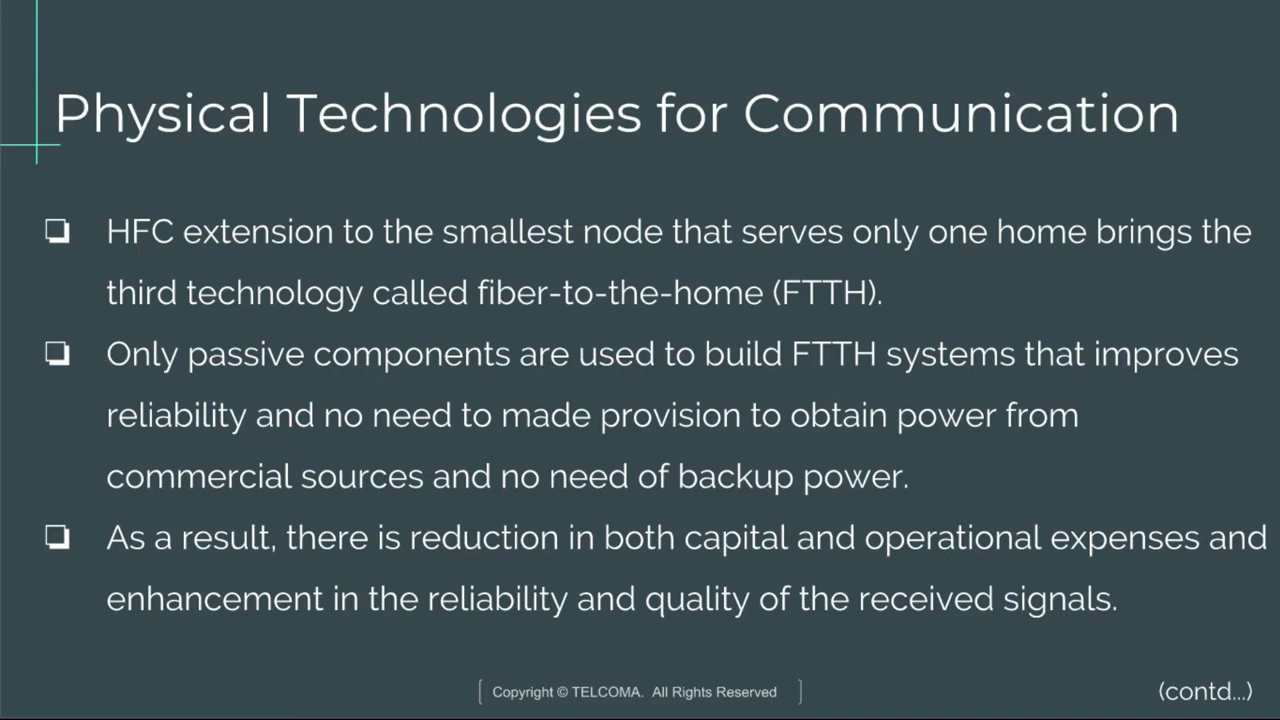 Physical Technologies for Communication
❏ HFC extension to the smallest node that serves only one home brings the
third technology called fiber-to-the-home (FTTH).
❏ Only passive components are used to build FTTH systems that improves
reliability and no need to made provision to obtain power from
commercial sources and no need of backup power.
❏ As a result, there is reduction in both capital and operational expenses and
enhancement in the reliability and quality of the received signals.
[ Copyright © TELCOMA. All Rights Reserved ]
(contd...)